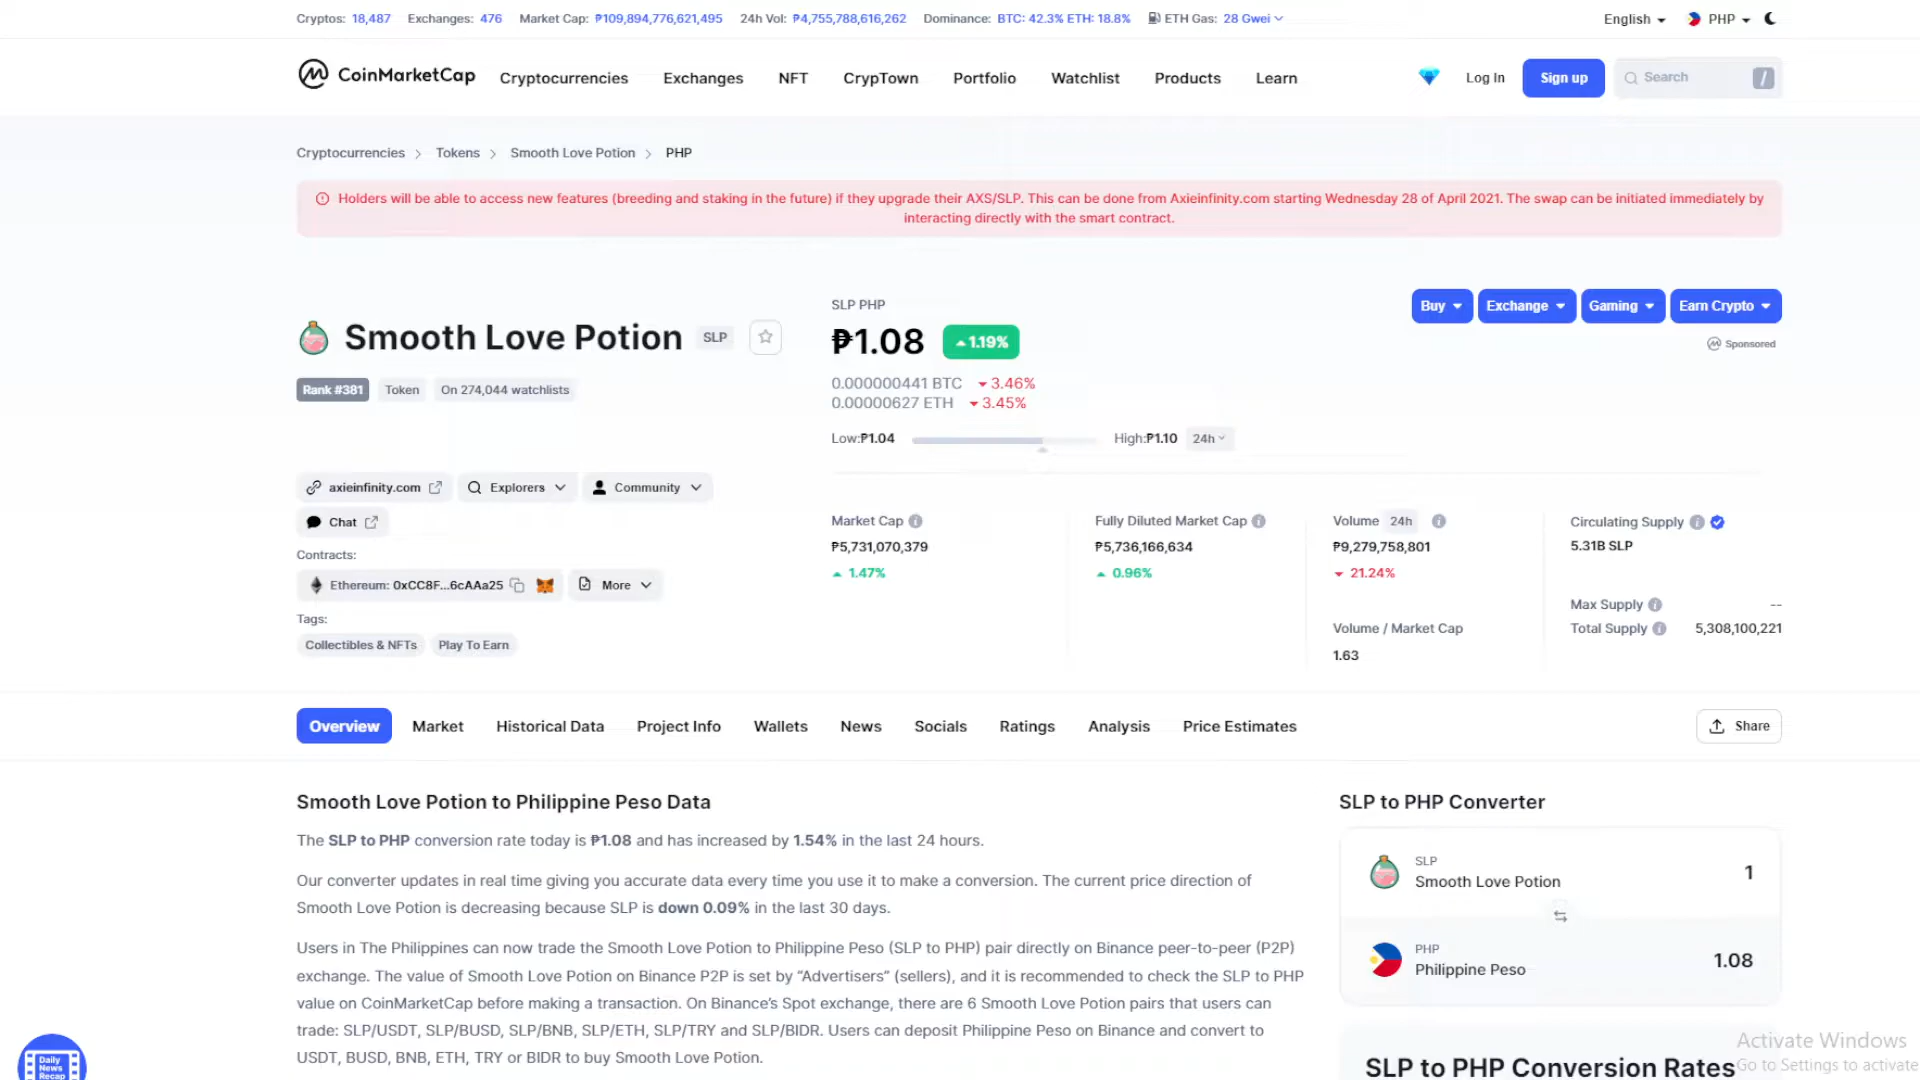 Cryptos: 18,487 Exchanges: 476 Market Cap: ₱109,894,776,621,495 24h Vol: ₱4,755,788,616,262 Dominance: BTC: 42.3% ETH: 18.8% ETH Gas: 28 Gwei English PHP
CoinMarketCap Cryptocurrencies Exchanges NFT CrypTown Portfolio Watchlist Products Learn Log In Sign up Search /
Cryptocurrencies > Tokens > Smooth Love Potion > PHP
Holders will be able to access new features (breeding and staking in the future) if they upgrade their AXS/SLP. This can be done from Axieinfinity.com starting Wednesday 28 of April 2021. The swap can be initiated immediately by
interacting directly with the smart contract.
Smooth Love Potion SLP
Rank #381 Token On 274,044 watchlists
axieinfinity.com Explorers Community
Chat
Contracts:
Ethereum: 0xCC8F...6cAAa25 More
Tags:
Collectibles & NFTs Play To Earn
SLP PHP
₱1.08 1.19%
0.000000441 BTC 3.46%
0.00000627 ETH 3.45%
Low:₱1.04 High:₱1.10 24h
Buy Exchange Gaming Earn Crypto
Sponsored
Market Cap
₱5,731,070,379
1.47%
Fully Diluted Market Cap
₱5,736,166,634
0.96%
Volume 24h
₱9,279,758,801
21.24%
Volume / Market Cap
1.63
Circulating Supply
5.31B SLP
Max Supply --
Total Supply 5,308,100,221
Overview Market Historical Data Project Info Wallets News Socials Ratings Analysis Price Estimates Share
Smooth Love Potion to Philippine Peso Data
The SLP to PHP conversion rate today is ₱1.08 and has increased by 1.54% in the last 24 hours.
Our converter updates in real time giving you accurate data every time you use it to make a conversion. The current price direction of
Smooth Love Potion is decreasing because SLP is down 0.09% in the last 30 days.
Users in The Philippines can now trade the Smooth Love Potion to Philippine Peso (SLP to PHP) pair directly on Binance peer-to-peer (P2P)
exchange. The value of Smooth Love Potion on Binance P2P is set by “Advertisers” (sellers), and it is recommended to check the SLP to PHP
value on CoinMarketCap before making a transaction. On Binance’s Spot exchange, there are 6 Smooth Love Potion pairs that users can
trade: SLP/USDT, SLP/BUSD, SLP/BNB, SLP/ETH, SLP/TRY and SLP/BIDR. Users can deposit Philippine Peso on Binance and convert to
USDT, BUSD, BNB, ETH, TRY or BIDR to buy Smooth Love Potion.
SLP to PHP Converter
SLP
Smooth Love Potion 1
PHP
Philippine Peso 1.08
SLP to PHP Conversion Rates
Activate Windows
Go to Settings to activate
Daily
News
Recap